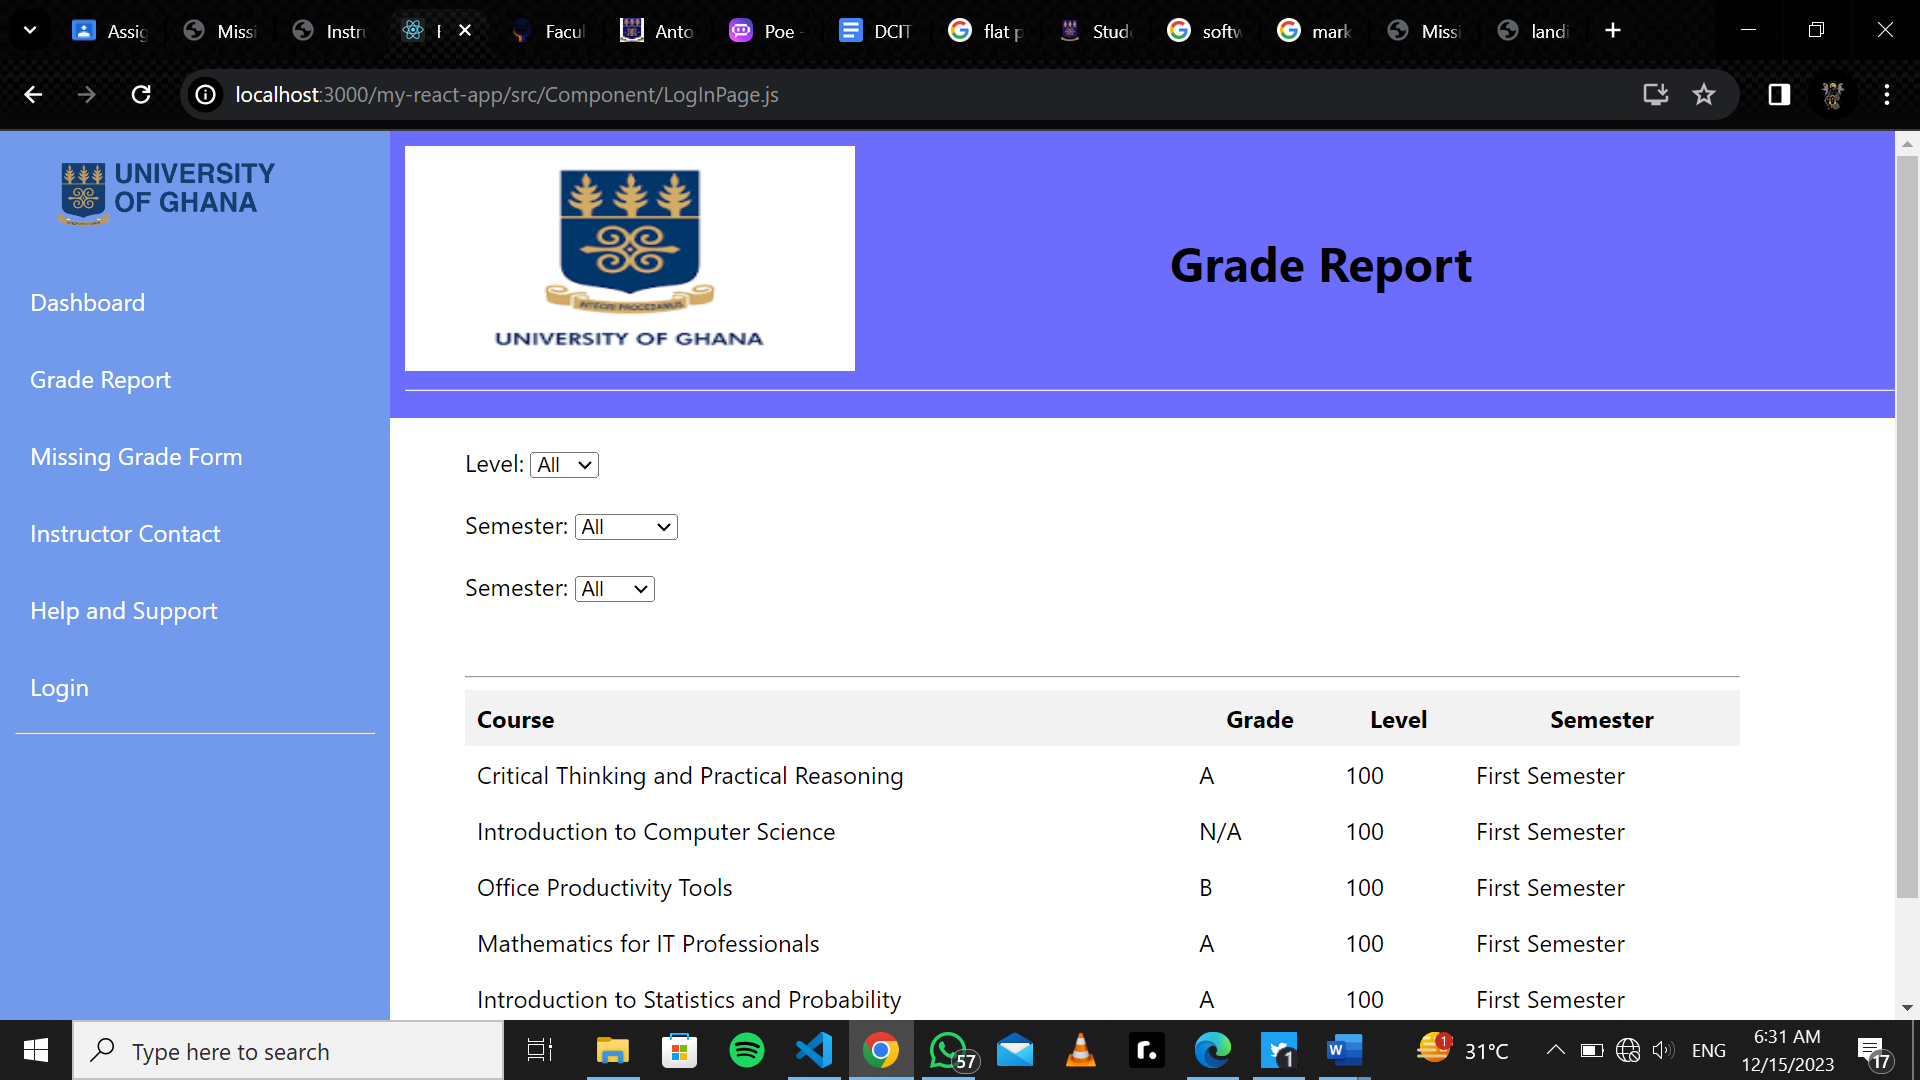 Assig
Missi
Instru
Facul
Anto
Poe -
DCIT
flat p
Stud
softw
mark
Missi
landi
localhost:3000/my-react-app/src/Component/LogInPage.js
UNIVERSITY
OF GHANA
Dashboard
Grade Report
Missing Grade Form
Instructor Contact
Help and Support
Login
INTEGRI PROCEDAMUS
UNIVERSITY OF GHANA
Grade Report
Level: All
Semester: All
Semester: All
Course Grade Level Semester
Critical Thinking and Practical Reasoning A 100 First Semester
Introduction to Computer Science N/A 100 First Semester
Office Productivity Tools B 100 First Semester
Mathematics for IT Professionals A 100 First Semester
Introduction to Statistics and Probability A 100 First Semester
Type here to search
57
r.
1
W
1
31°C
ENG
6:31 AM
12/15/2023
17